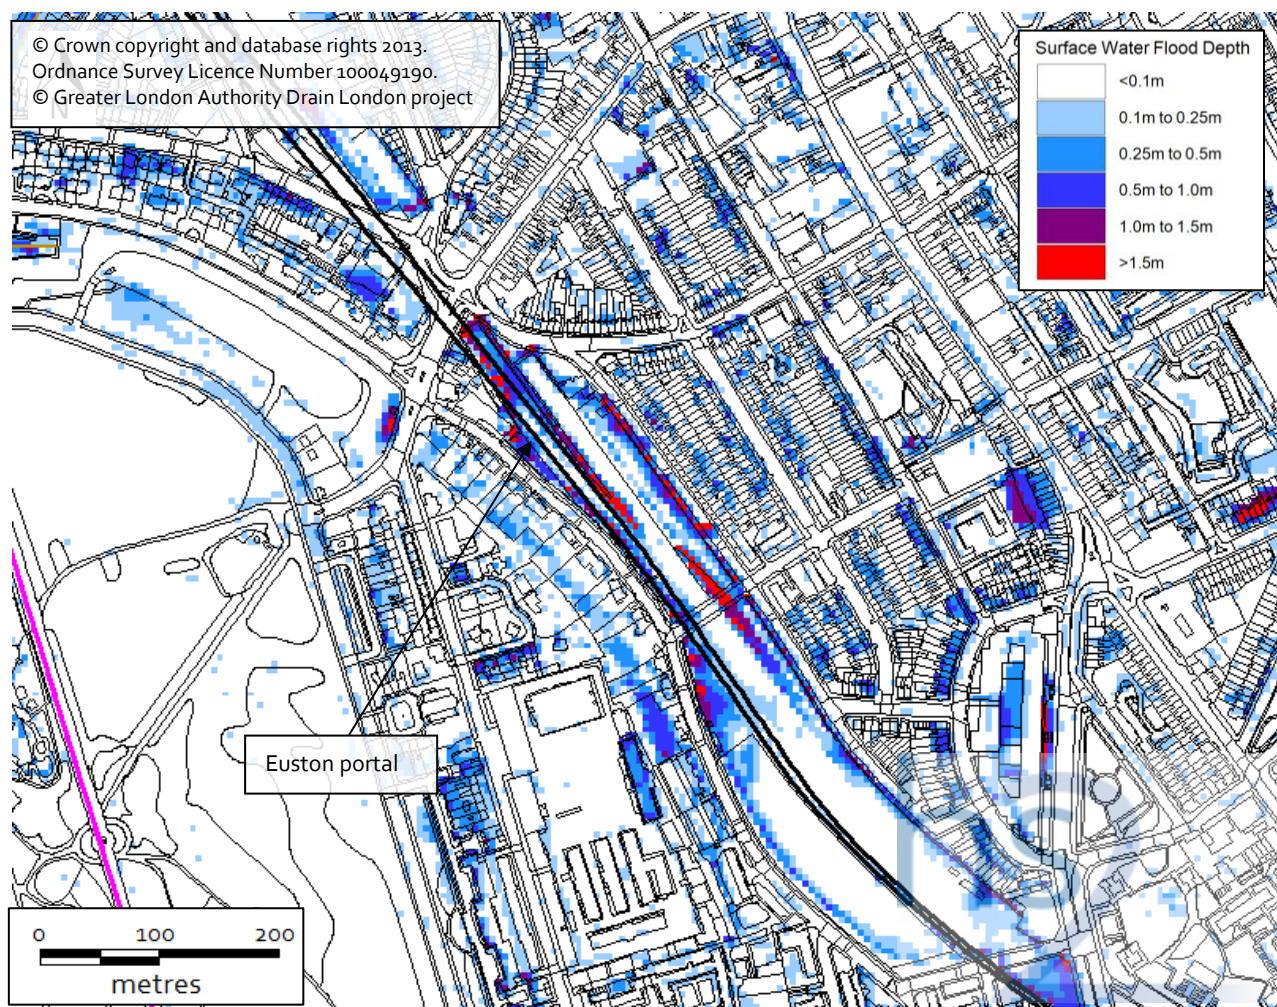 © Crown copyright and database rights 2013.
Ordnance Survey Licence Number 100049190.
© Greater London Authority Drain London project
N
Surface Water Flood Depth
<0.1m
0.1m to 0.25m
0.25m to 0.5m
0.5m to 1.0m
1.0m to 1.5m
>1.5m
Euston portal
0 100 200
metres